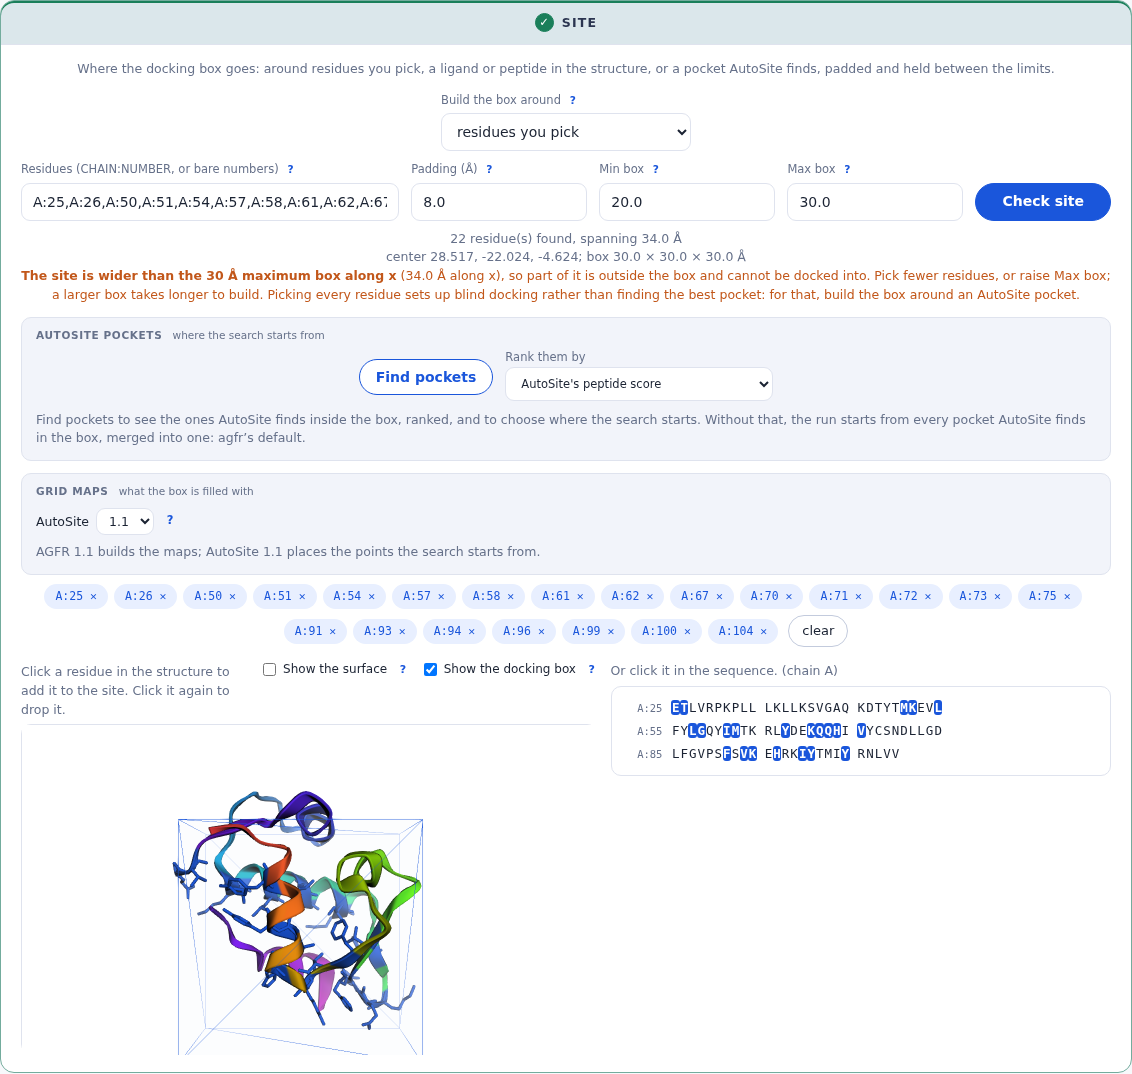 ✓ SITE
Where the docking box goes: around residues you pick, a ligand or peptide in the structure, or a pocket AutoSite finds, padded and held between the limits.
Build the box around ?
residues you pick
Residues (CHAIN:NUMBER, or bare numbers) ? Padding (Å) ? Min box ? Max box ?
A:25,A:26,A:50,A:51,A:54,A:57,A:58,A:61,A:62,A:67 8.0 20.0 30.0 Check site
22 residue(s) found, spanning 34.0 Å
center 28.517, -22.024, -4.624; box 30.0 × 30.0 × 30.0 Å
The site is wider than the 30 Å maximum box along x (34.0 Å along x), so part of it is outside the box and cannot be docked into. Pick fewer residues, or raise Max box;
a larger box takes longer to build. Picking every residue sets up blind docking rather than finding the best pocket: for that, build the box around an AutoSite pocket.
AUTOSITE POCKETS where the search starts from
Rank them by
Find pockets AutoSite's peptide score
Find pockets to see the ones AutoSite finds inside the box, ranked, and to choose where the search starts. Without that, the run starts from every pocket AutoSite finds
in the box, merged into one: agfr’s default.
GRID MAPS what the box is filled with
AutoSite 1.1 ?
AGFR 1.1 builds the maps; AutoSite 1.1 places the points the search starts from.
A:25 × A:26 × A:50 × A:51 × A:54 × A:57 × A:58 × A:61 × A:62 × A:67 × A:70 × A:71 × A:72 × A:73 × A:75 ×
A:91 × A:93 × A:94 × A:96 × A:99 × A:100 × A:104 × clear
Click a residue in the structure to
add it to the site. Click it again to
drop it.
Show the surface ? Show the docking box ?
Or click it in the sequence. (chain A)
A:25 ETLVRPKPLL LKLLKSVGAQ KDTYTMKEVL
A:55 FYLGQYIMTK RLYDEKQQHI VYCSNDLLGD
A:85 LFGVPSFSVK EHRKIYTMIY RNLVV